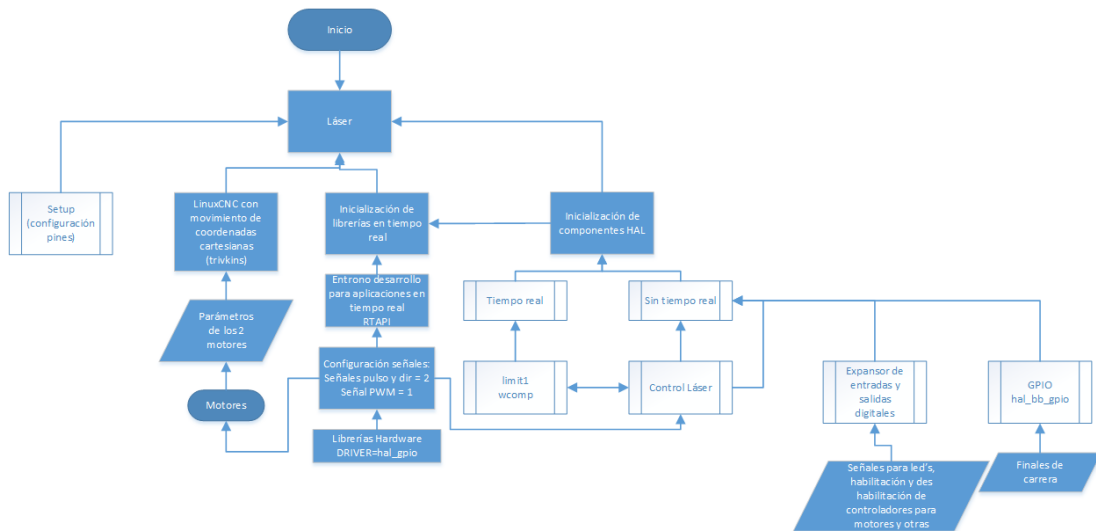 Inicio
Láser
Setup
(configuración
pines)
LinuxCNC con
movimiento de
coordenadas
cartesianas
(trivkins)
Inicialización de
librerías en tiempo
real
Inicialización de
componentes HAL
Entrono desarrollo
para aplicaciones en
tiempo real
RTAPI
Tiempo real
Sin tiempo real
Parámetros
de los 2
motores
Configuración señales:
Señales pulso y dir = 2
Señal PWM = 1
limit1
wcomp
Control Láser
Expansor de
entradas y
salidas
digitales
GPIO
hal_bb_gpio
Motores
Librerías Hardware
DRIVER=hal_gpio
Señales para led's,
habilitación y des
habilitación de
controladores para
motores y otras
Finales de
carrera